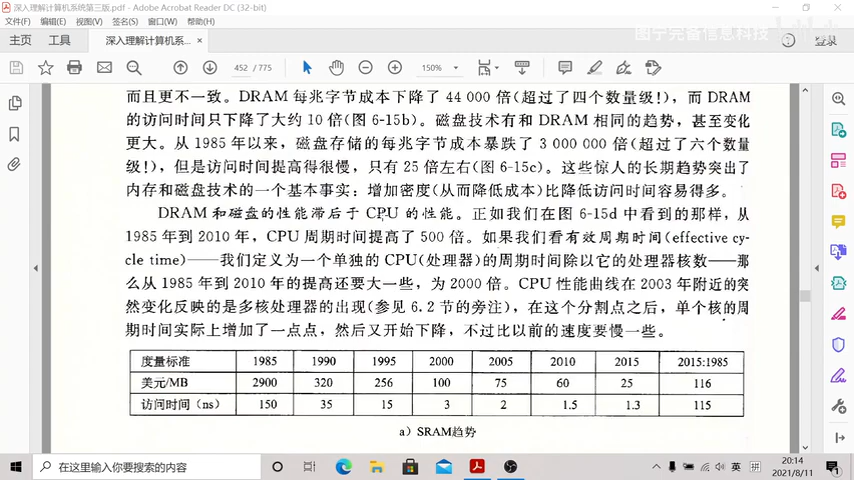 深入理解计算机系统第三版.pdf - Adobe Acrobat Reader DC (32-bit)
文件(F) 编辑(E) 视图(V) 签名(S) 窗口(W) 帮助(H)
图宁完备信息科技
主页 工具 深入理解计算机系... × 登录
452 / 775 150%
而且更不一致。DRAM 每兆字节成本下降了 44 000 倍(超过了四个数量级!),而 DRAM
的访问时间只下降了大约 10 倍(图 6-15b)。磁盘技术有和 DRAM 相同的趋势,甚至变化
更大。从 1985 年以来,磁盘存储的每兆字节成本暴跌了 3 000 000 倍(超过了六个数量
级!),但是访问时间提高得很慢,只有 25 倍左右(图 6-15c)。这些惊人的长期趋势突出了
内存和磁盘技术的一个基本事实:增加密度(从而降低成本)比降低访问时间容易得多。
DRAM 和磁盘的性能滞后于 CPU 的性能。正如我们在图 6-15d 中看到的那样,从
1985 年到 2010 年,CPU 周期时间提高了 500 倍。如果我们看有效周期时间(effective cy-
cle time)——我们定义为一个单独的 CPU(处理器)的周期时间除以它的处理器核数——那
么从 1985 年到 2010 年的提高还要大一些,为 2000 倍。CPU 性能曲线在 2003 年附近的突
然变化反映的是多核处理器的出现(参见 6.2 节的旁注),在这个分割点之后,单个核的周
期时间实际上增加了一点点,然后又开始下降,不过比以前的速度要慢一些。
度量标准 1985 1990 1995 2000 2005 2010 2015 2015:1985
美元/MB 2900 320 256 100 75 60 25 116
访问时间(ns) 150 35 15 3 2 1.5 1.3 115
a)SRAM趋势
在这里输入你要搜索的内容
英 拼 20:14
2021/8/11